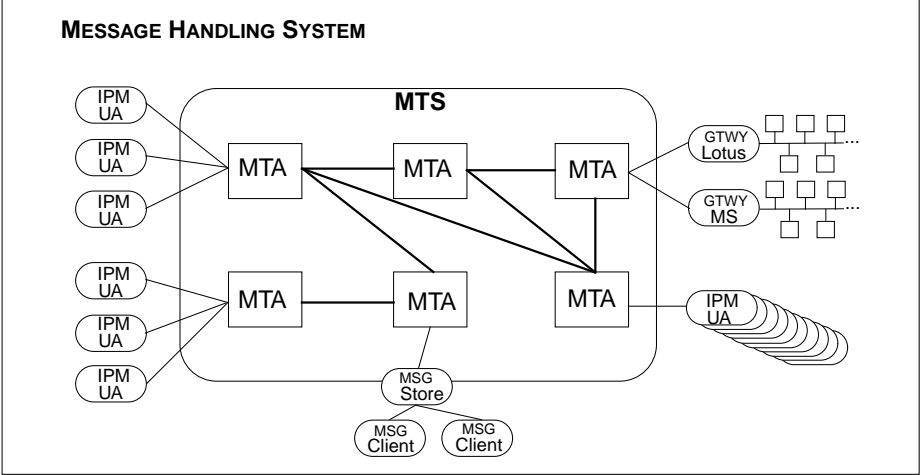 MESSAGE HANDLING SYSTEM
MTS
IPM
UA
IPM
UA
IPM
UA
MTA
MTA
MTA
GTWY
Lotus
...
GTWY
MS
...
IPM
UA
IPM
UA
IPM
UA
MTA
MTA
MTA
IPM
UA
MSG
Store
MSG
Client
MSG
Client